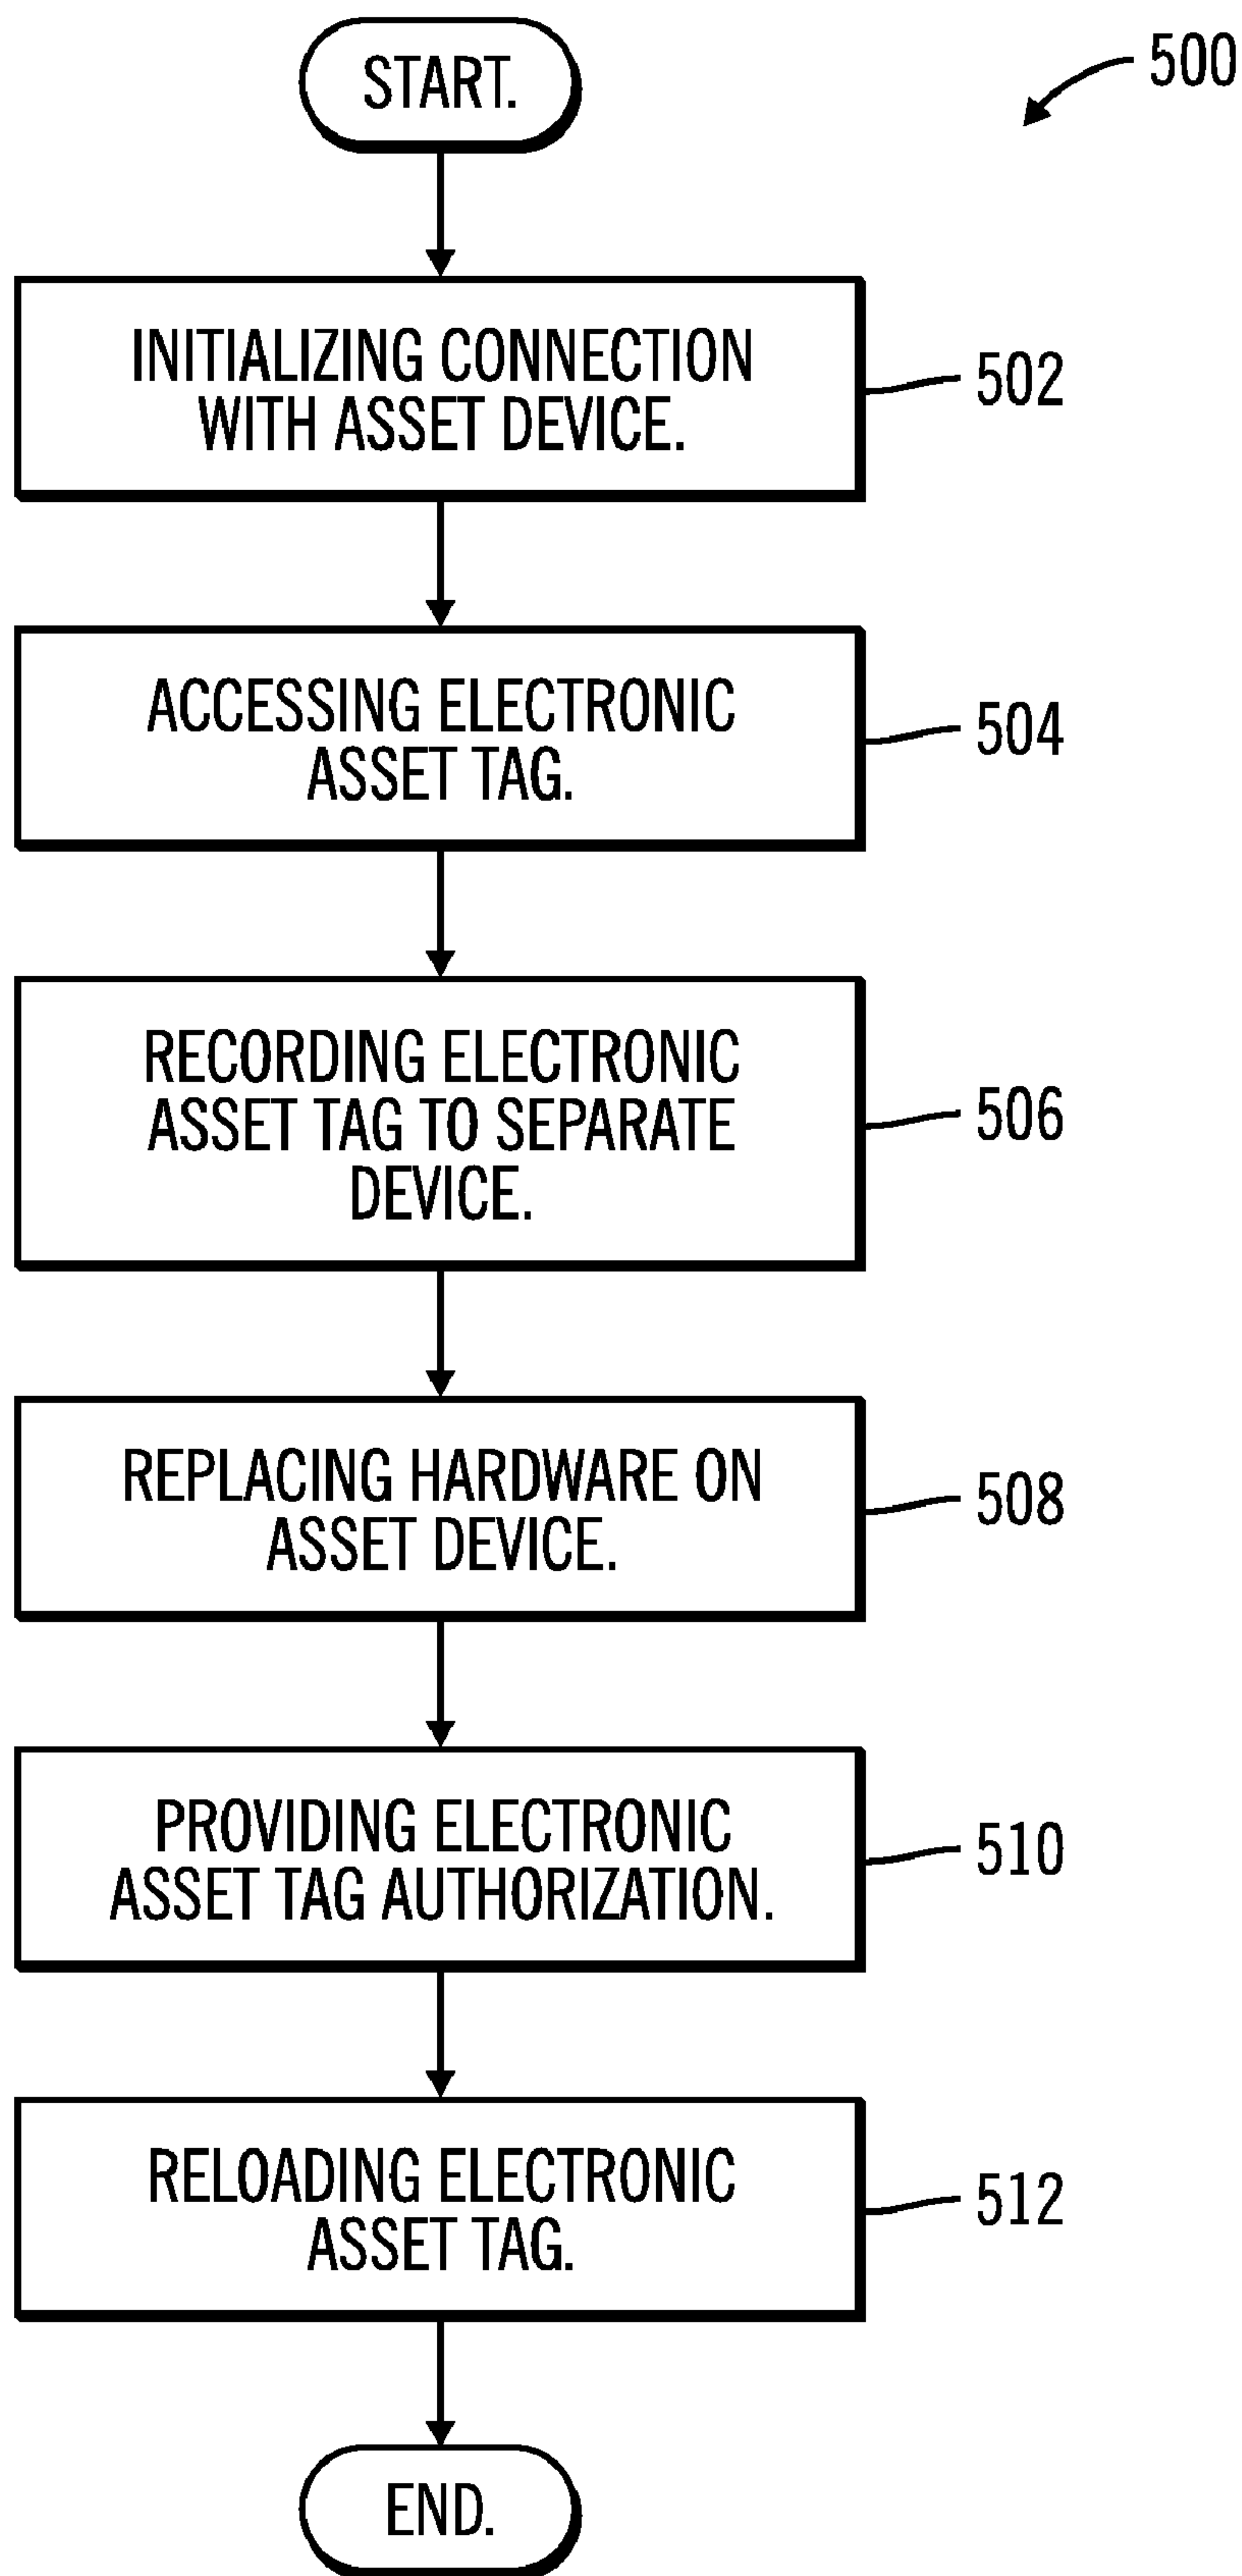 START.
500
INITIALIZING CONNECTION
WITH ASSET DEVICE.
502
ACCESSING ELECTRONIC
ASSET TAG.
504
RECORDING ELECTRONIC
ASSET TAG TO SEPARATE
DEVICE.
506
REPLACING HARDWARE ON
ASSET DEVICE.
508
PROVIDING ELECTRONIC
ASSET TAG AUTHORIZATION.
510
RELOADING ELECTRONIC
ASSET TAG.
512
END.